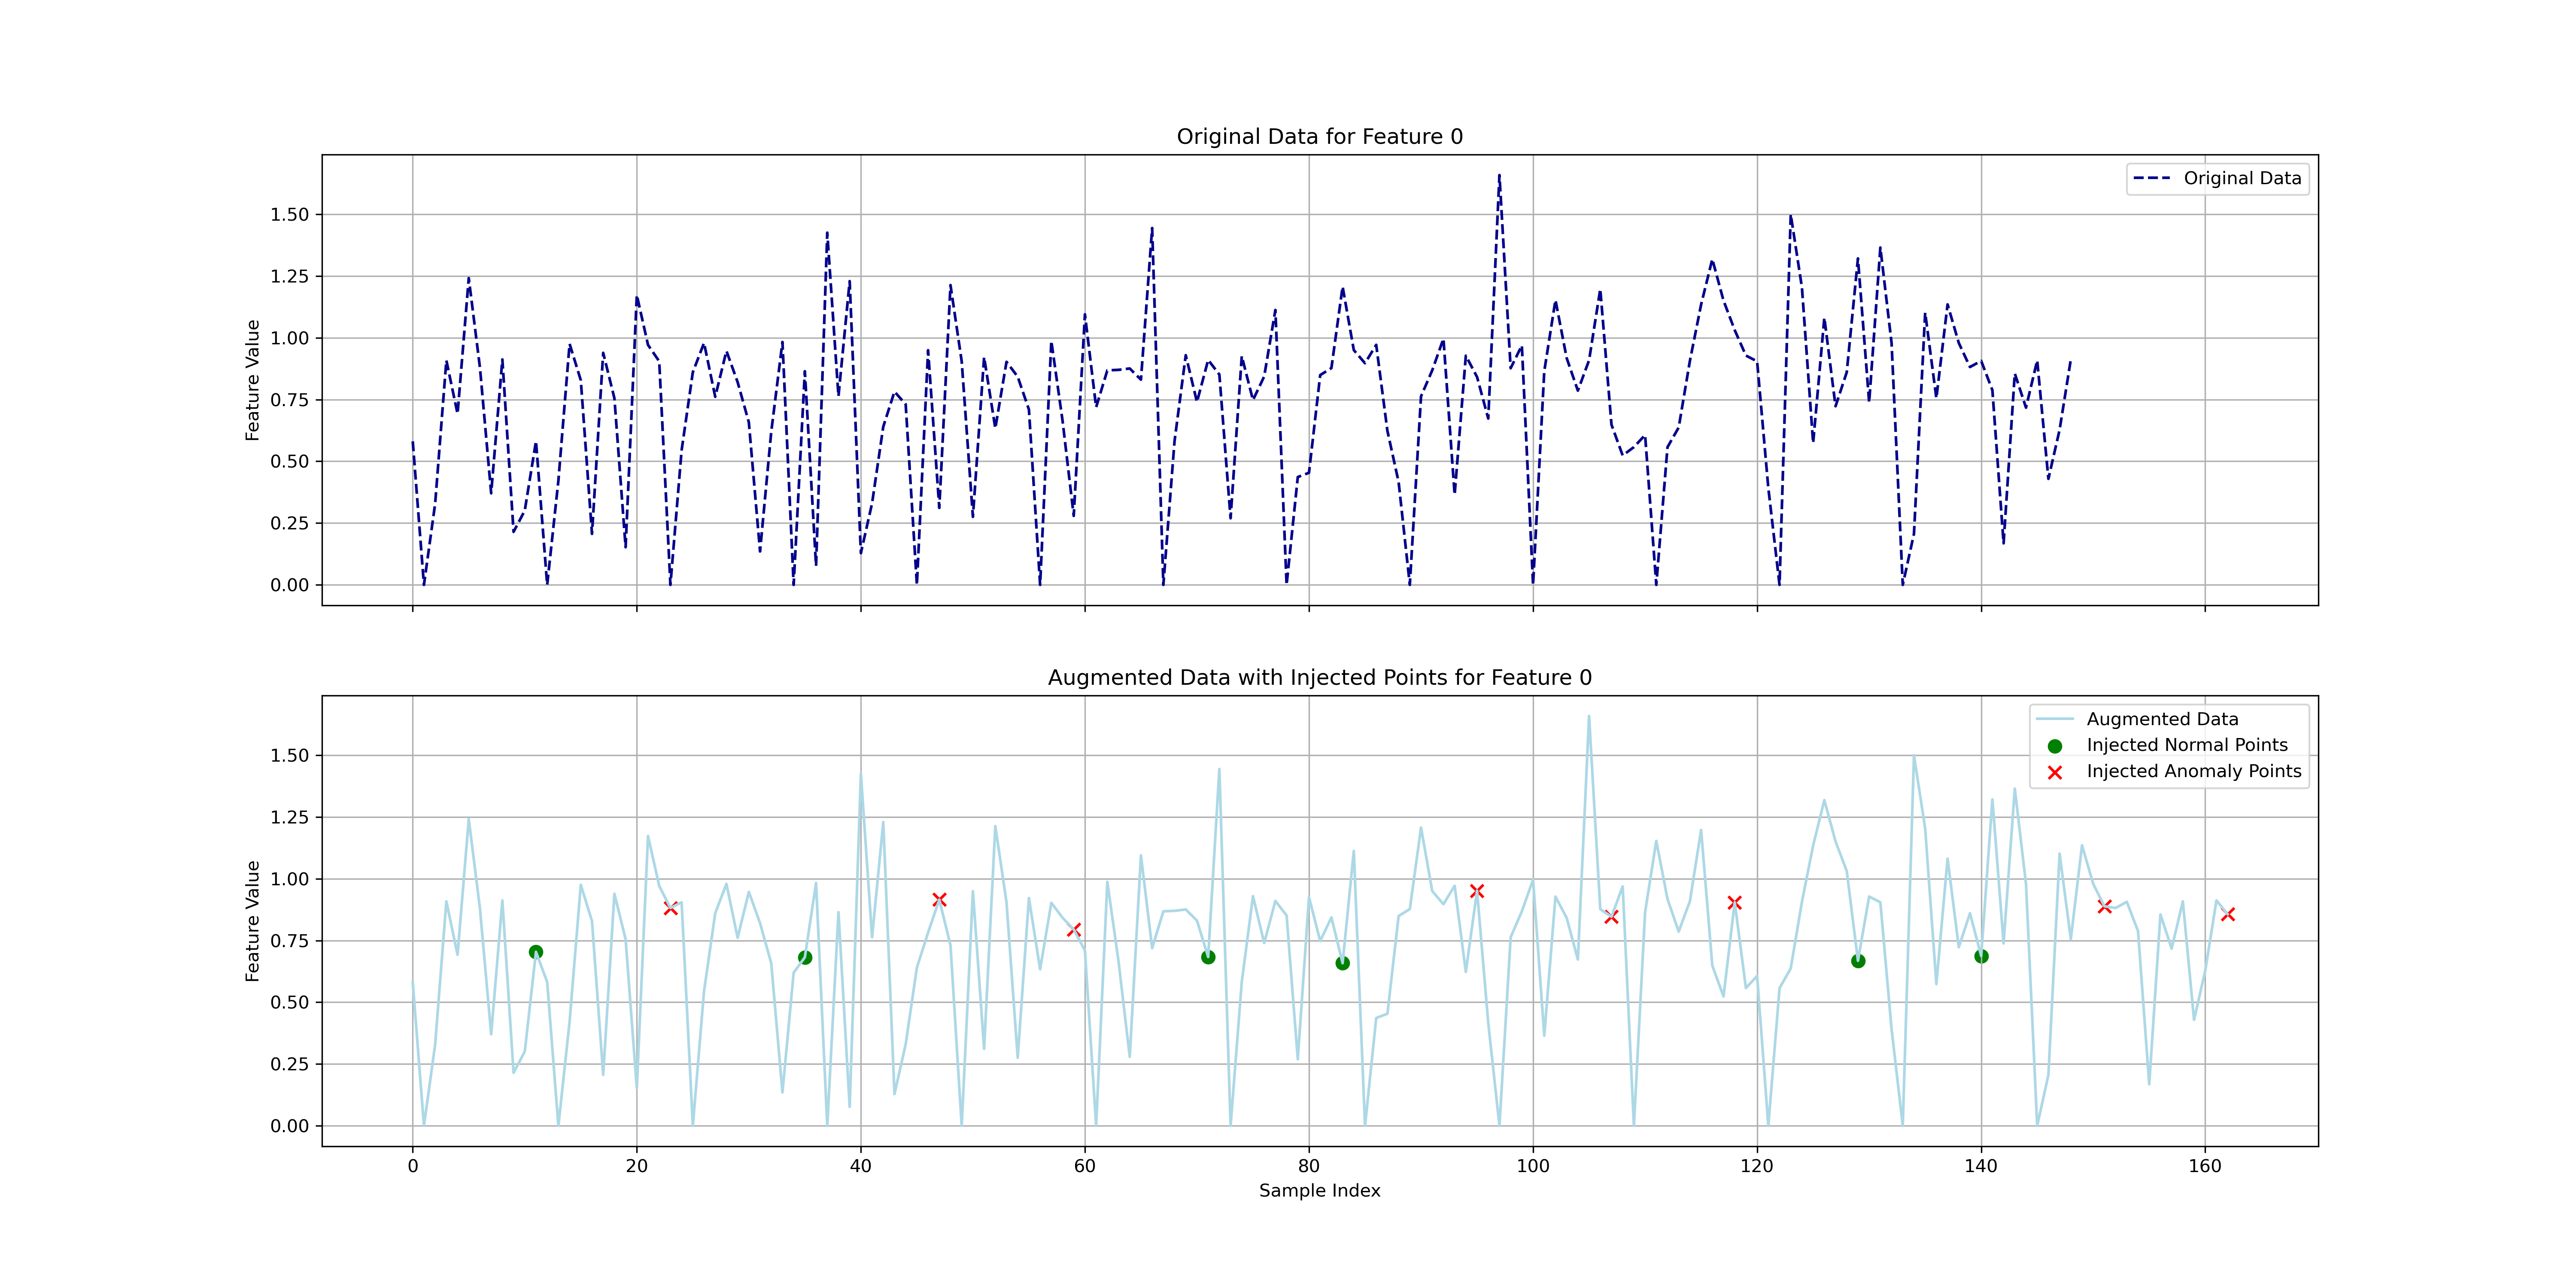 Original Data for Feature 0
Original Data
1.50
1.25
1.00
0.75
0.50
0.25
0.00
Feature Value
Augmented Data with Injected Points for Feature 0
Augmented Data
Injected Normal Points
Injected Anomaly Points
1.50
1.25
1.00
0.75
0.50
0.25
0.00
Feature Value
0 20 40 60 80 100 120 140 160
Sample Index